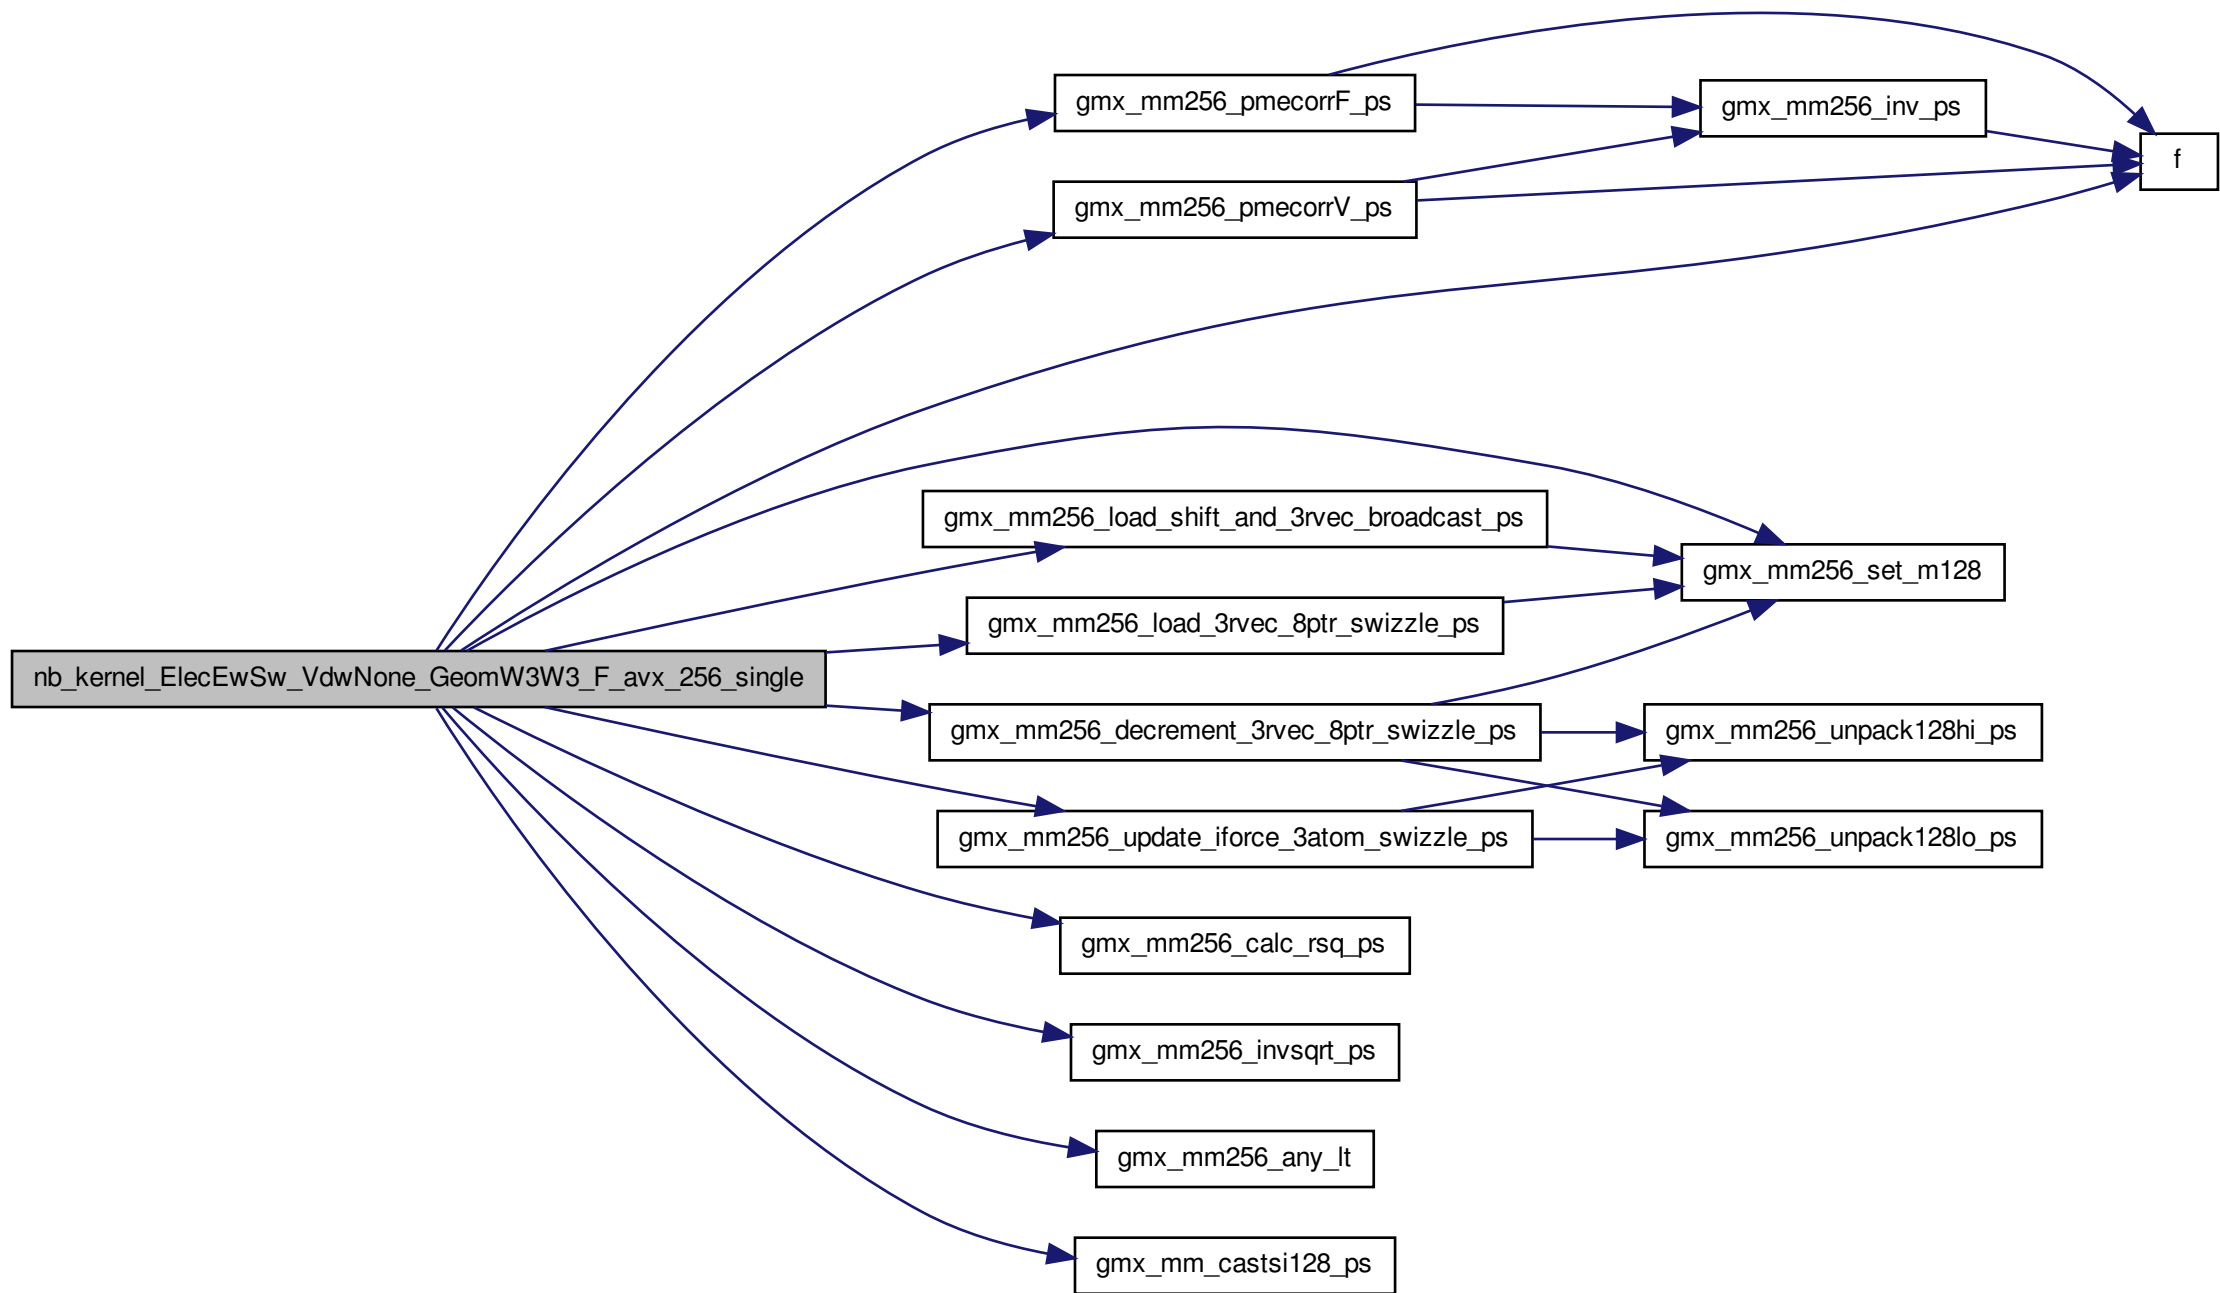 gmx_mm256_pmecorrF_ps
gmx_mm256_inv_ps
f
gmx_mm256_pmecorrV_ps
gmx_mm256_load_shift_and_3rvec_broadcast_ps
gmx_mm256_set_m128
gmx_mm256_load_3rvec_8ptr_swizzle_ps
nb_kernel_ElecEwSw_VdwNone_GeomW3W3_F_avx_256_single
gmx_mm256_decrement_3rvec_8ptr_swizzle_ps
gmx_mm256_unpack128hi_ps
gmx_mm256_update_iforce_3atom_swizzle_ps
gmx_mm256_unpack128lo_ps
gmx_mm256_calc_rsq_ps
gmx_mm256_invsqrt_ps
gmx_mm256_any_lt
gmx_mm_castsi128_ps